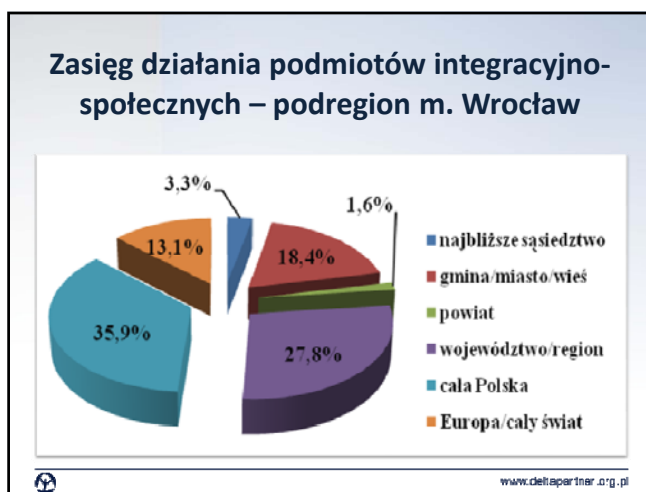 Zasięg działania podmiotów integracyjno-
społecznych – podregion m. Wrocław
3,3%
1,6%
13,1%
18,4%
35,9%
27,8%
najbliższe sąsiedztwo
gmina/miasto/wieś
powiat
województwo/region
cała Polska
Europa/cały świat
www.deltapartner.org.pl